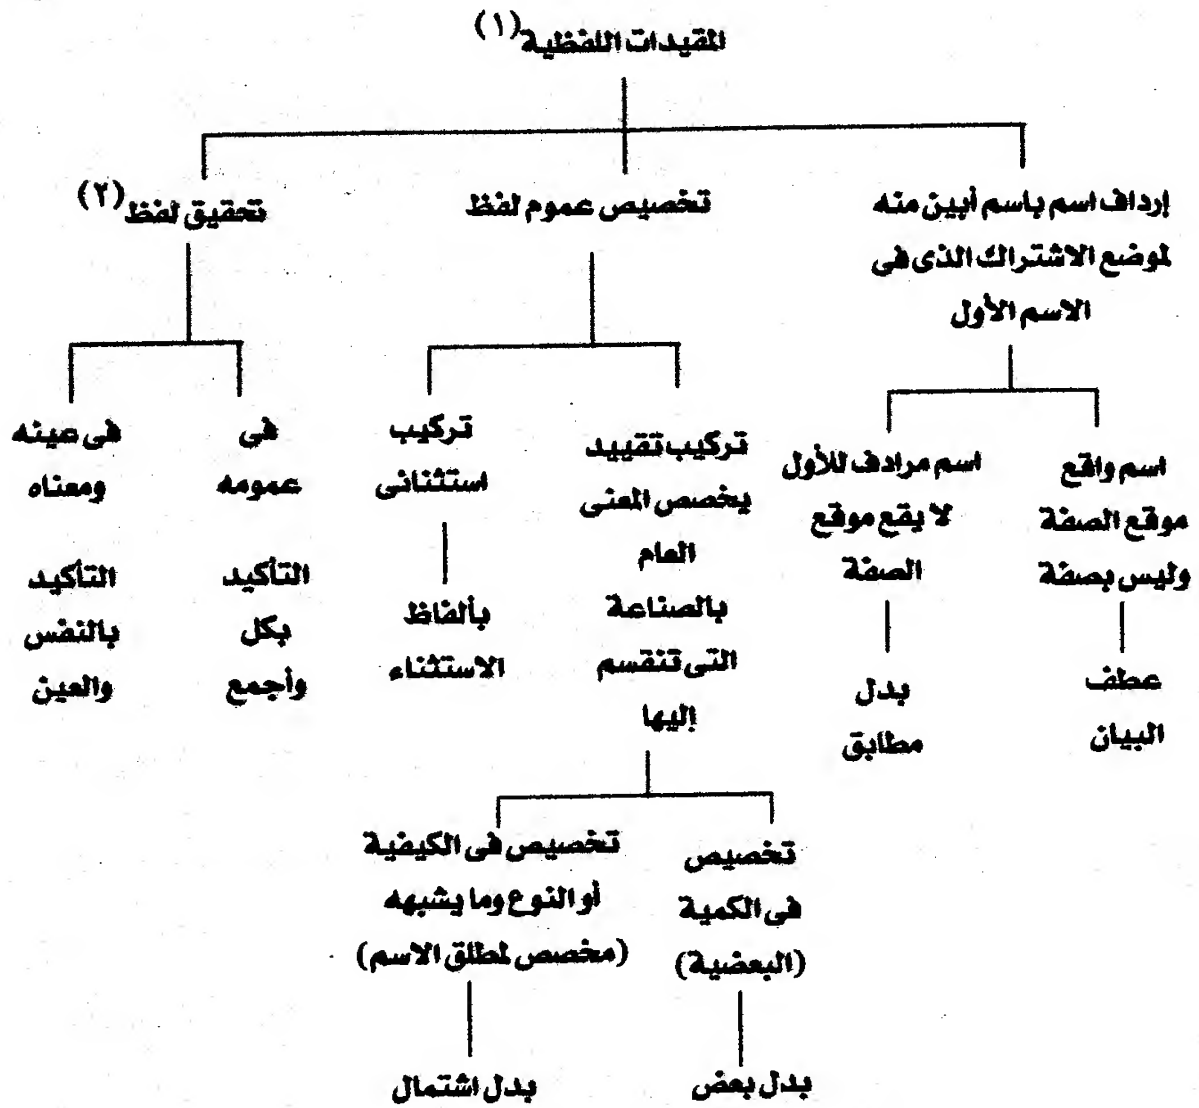 المقيدات اللفظية (١)
إرداف اسم باسم أبين منه
لموضع الاشتراك الذى فى
الاسم الأول
تخصيص عموم لفظ
تحقيق لفظ (٢)
اسم واقع
موقع الصفة
وليس بصفة
عطف
البيان
اسم مرادف للأول
لا يقع موقع
الصفة
بدل
مطابق
تركيب تقييد
يخصص المعنى
العام
بالصناعة
التى تنقسم
إليها
تركيب
استثنائى
بألفاظ
الاستثناء
فى
عمومه
التأكيد
بكل
وأجمع
فى عينه
ومعناه
التأكيد
بالنفس
والعين
تخصيص
فى الكمية
(البعضية)
بدل بعض
تخصيص فى الكيفية
أو النوع وما يشبهه
(مخصص لمطلق الاسم)
بدل اشتمال